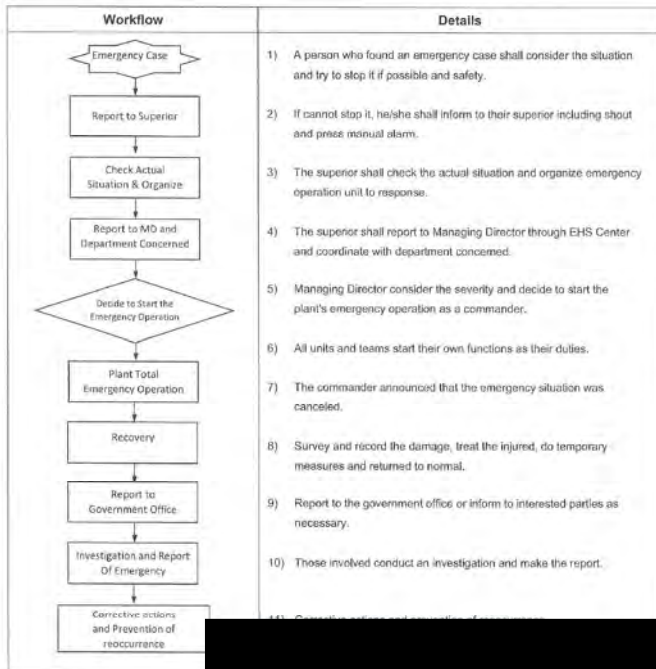 Workflow
Details
Emergency Case
Report to Superior
Check Actual
Situation & Organize
Report to MD and
Department Concerned
Decide to Start the
Emergency Operation
Plant Total
Emergency Operation
Recovery
Report to
Government Office
Investigation and Report
Of Emergency
Corrective actions
and Prevention of
reoccurrence
1) A person who found an emergency case shall consider the situation
and try to stop it if possible and safety.
2) If cannot stop it, he/she shall inform to their superior including shout
and press manual alarm.
3) The superior shall check the actual situation and organize emergency
operation unit to response.
4) The superior shall report to Managing Director through EHS Center
and coordinate with department concerned.
5) Managing Director consider the severity and decide to start the
plant's emergency operation as a commander.
6) All units and teams start their own functions as their duties.
7) The commander announced that the emergency situation was
canceled.
8) Survey and record the damage, treat the injured, do temporary
measures and returned to normal.
9) Report to the government office or inform to interested parties as
necessary.
10) Those involved conduct an investigation and make the report.